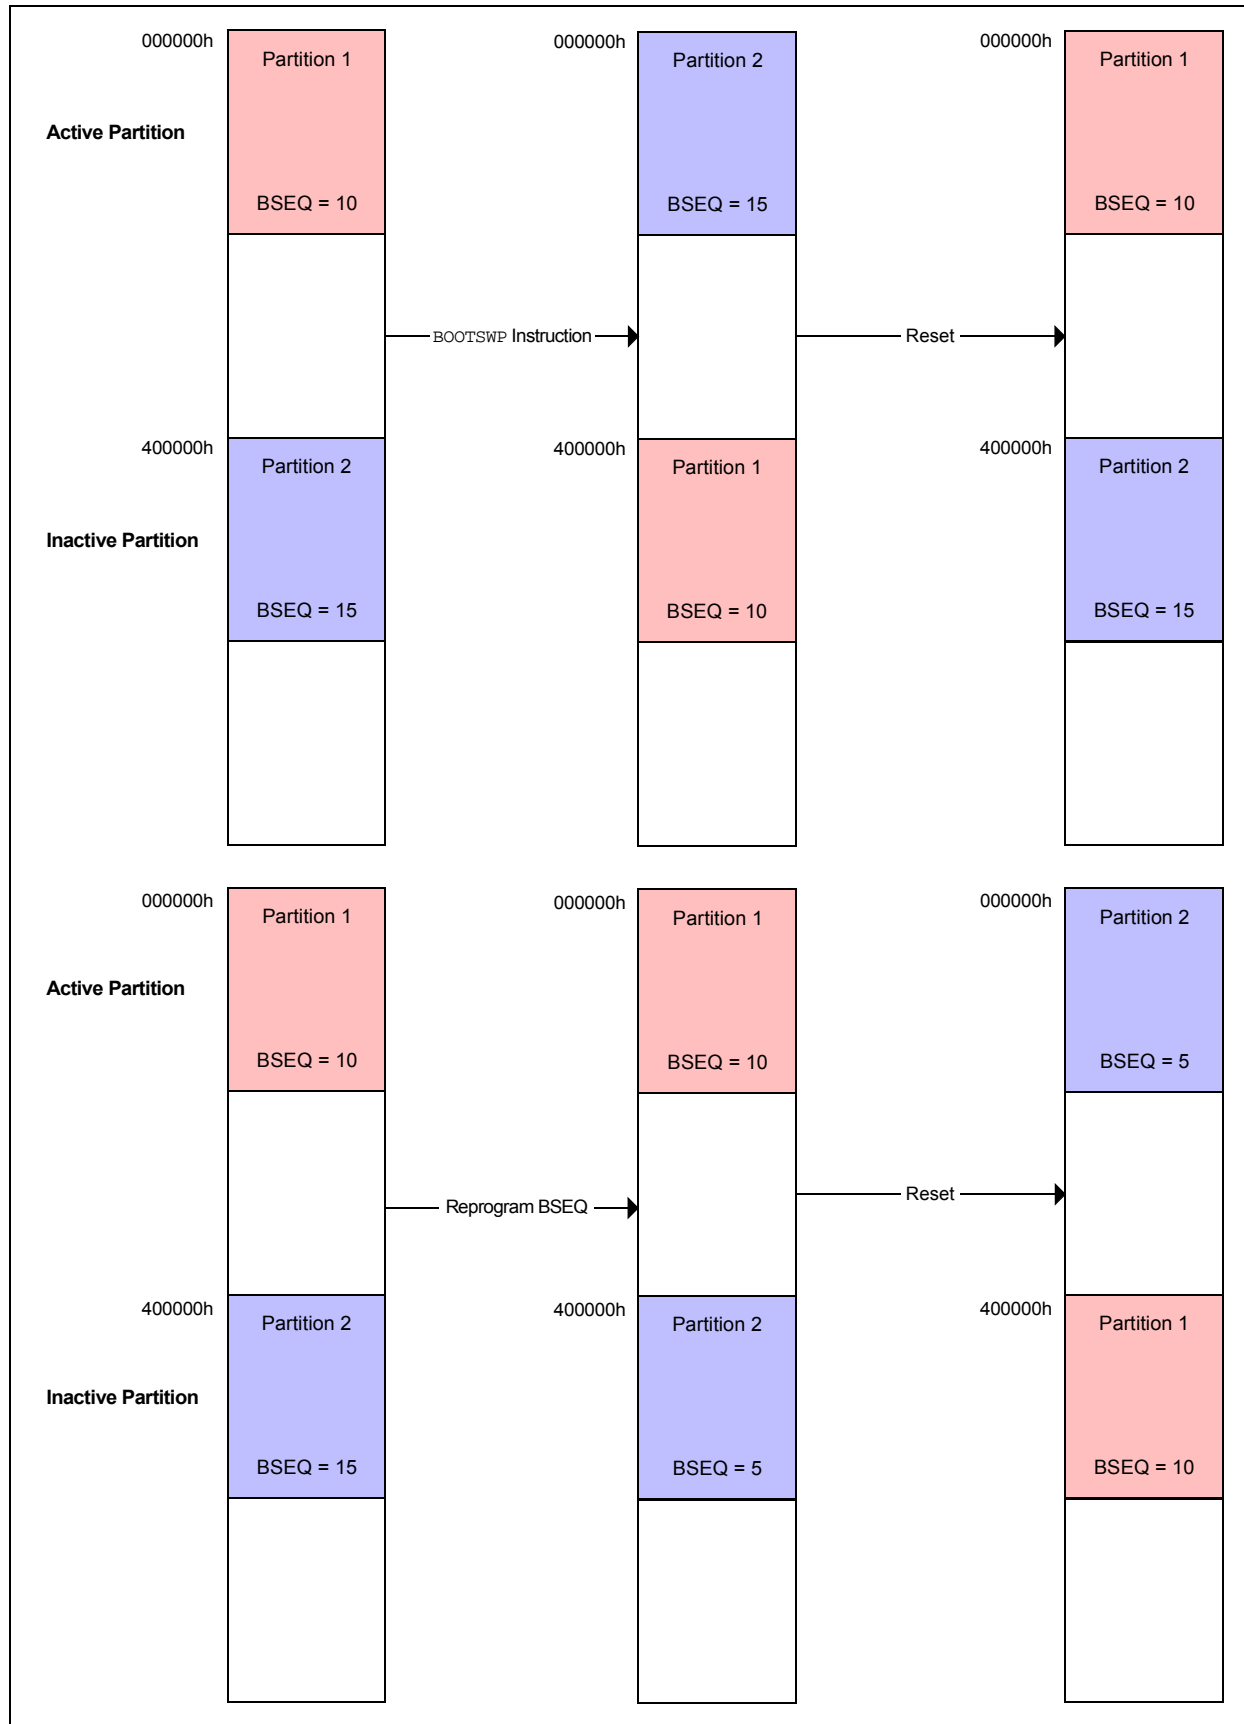 000000h
Partition 1
Active Partition
BSEQ = 10
000000h
Partition 2
BSEQ = 15
000000h
Partition 1
BSEQ = 10
BOOTSWP Instruction
Reset
400000h
Partition 2
Inactive Partition
BSEQ = 15
400000h
Partition 1
BSEQ = 10
400000h
Partition 2
BSEQ = 15
000000h
Partition 1
Active Partition
BSEQ = 10
000000h
Partition 1
BSEQ = 10
000000h
Partition 2
BSEQ = 5
Reprogram BSEQ
Reset
400000h
Partition 2
Inactive Partition
BSEQ = 15
400000h
Partition 2
BSEQ = 5
400000h
Partition 1
BSEQ = 10